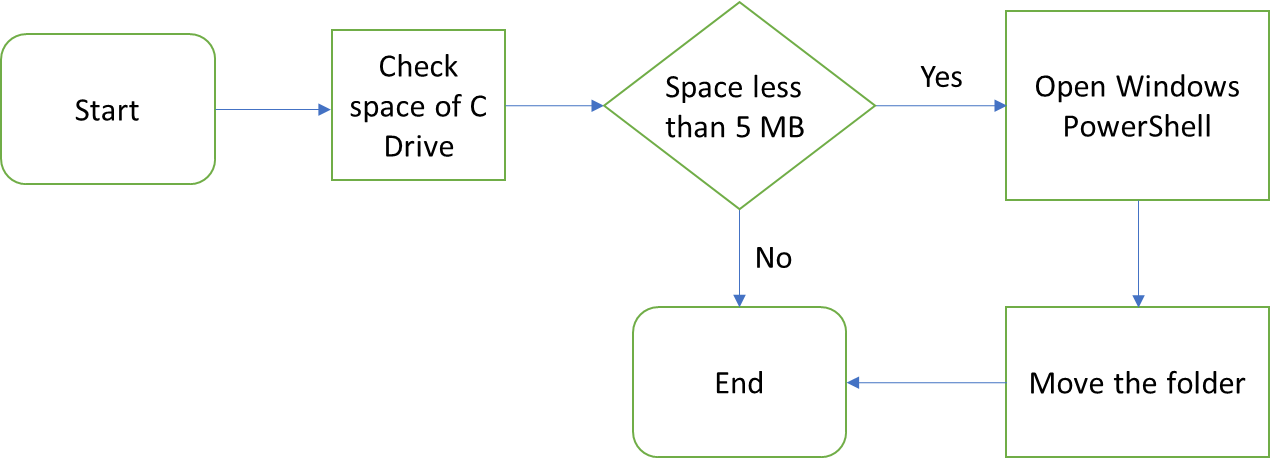 Start
Check
space of C
Drive
Space less
than 5 MB
Yes
Open Windows
PowerShell
No
End
Move the folder